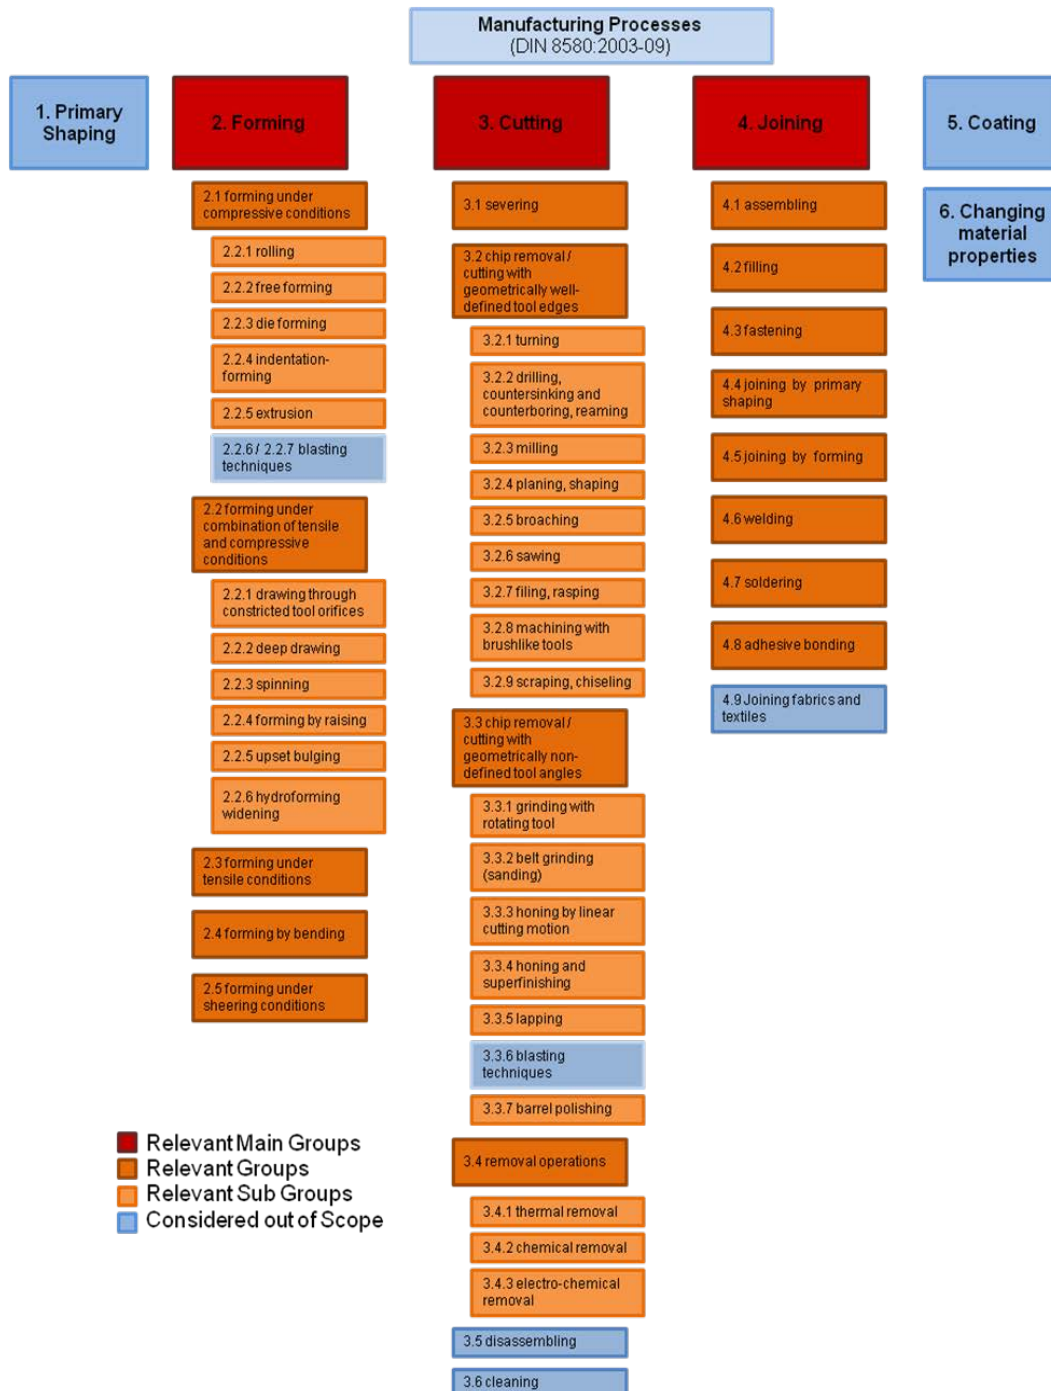 Manufacturing Processes
(DIN 8580:2003-09)
1. Primary
Shaping
2. Forming
3. Cutting
4. Joining
5. Coating
6. Changing
material
properties
2.1 forming under
compressive conditions
2.2.1 rolling
2.2.2 free forming
2.2.3 die forming
2.2.4 indentation-
forming
2.2.5 extrusion
2.2.6 / 2.2.7 blasting
techniques
2.2 forming under
combination of tensile
and compressive
conditions
2.2.1 drawing through
constricted tool orifices
2.2.2 deep drawing
2.2.3 spinning
2.2.4 forming by raising
2.2.5 upset bulging
2.2.6 hydroforming
widening
2.3 forming under
tensile conditions
2.4 forming by bending
2.5 forming under
sheering conditions
3.1 severing
3.2 chip removal /
cutting with
geometrically well-
defined tool edges
3.2.1 turning
3.2.2 drilling,
countersinking and
counterboring, reaming
3.2.3 milling
3.2.4 planing, shaping
3.2.5 broaching
3.2.6 sawing
3.2.7 filing, rasping
3.2.8 machining with
brushlike tools
3.2.9 scraping, chiseling
3.3 chip removal /
cutting with
geometrically non-
defined tool angles
3.3.1 grinding with
rotating tool
3.3.2 belt grinding
(sanding)
3.3.3 honing by linear
cutting motion
3.3.4 honing and
superfinishing
3.3.5 lapping
3.3.6 blasting
techniques
3.3.7 barrel polishing
3.4 removal operations
3.4.1 thermal removal
3.4.2 chemical removal
3.4.3 electro-chemical
removal
3.5 disassembling
3.6 cleaning
4.1 assembling
4.2 filling
4.3 fastening
4.4 joining by primary
shaping
4.5 joining by forming
4.6 welding
4.7 soldering
4.8 adhesive bonding
4.9 Joining fabrics and
textiles
Relevant Main Groups
Relevant Groups
Relevant Sub Groups
Considered out of Scope